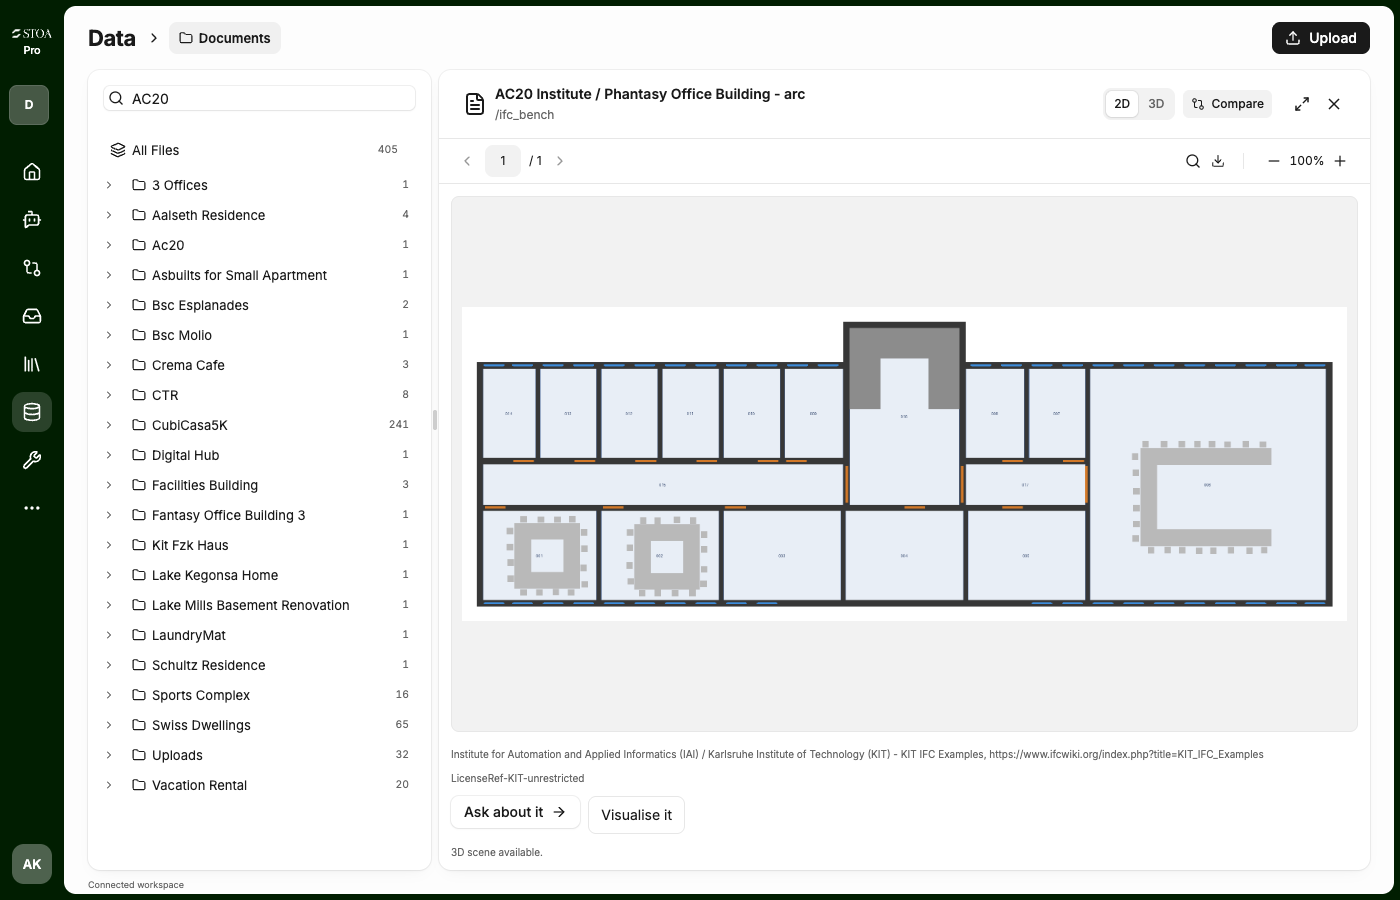 STOA
Pro
D
AK
Data
Documents
Upload
AC20
All Files 405
3 Offices 1
Aalseth Residence 4
Ac20 1
Asbuilts for Small Apartment 1
Bsc Esplanades 2
Bsc Molio 1
Crema Cafe 3
CTR 8
CubiCasa5K 241
Digital Hub 1
Facilities Building 3
Fantasy Office Building 3 1
Kit Fzk Haus 1
Lake Kegonsa Home 1
Lake Mills Basement Renovation 1
LaundryMat 1
Schultz Residence 1
Sports Complex 16
Swiss Dwellings 65
Uploads 32
Vacation Rental 20
AC20 Institute / Phantasy Office Building - arc
/ifc_bench
2D 3D Compare
1 / 1
100%
Institute for Automation and Applied Informatics (IAI) / Karlsruhe Institute of Technology (KIT) - KIT IFC Examples, https://www.ifcwiki.org/index.php?title=KIT_IFC_Examples
LicenseRef-KIT-unrestricted
Ask about it
Visualise it
3D scene available.
Connected workspace